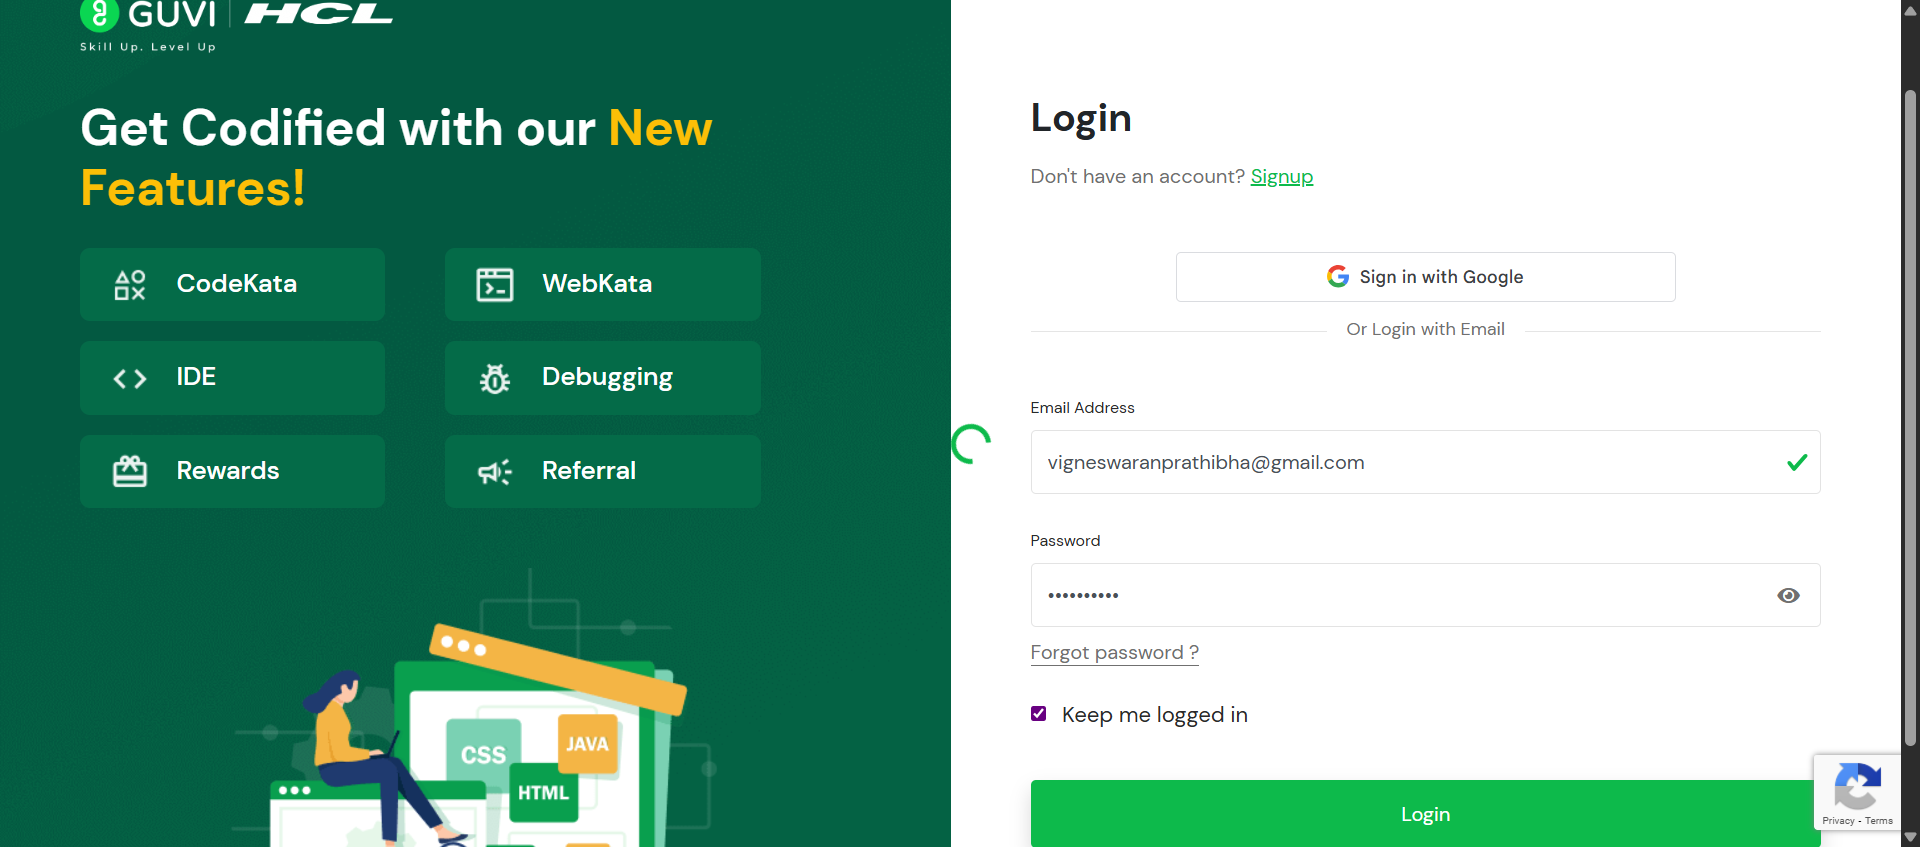 GUVI | HCL
Skill Up. Level Up
Get Codified with our New
Features!
CodeKata
WebKata
IDE
Debugging
Rewards
Referral
CSS
JAVA
HTML
Login
Don't have an account? Signup
Sign in with Google
Or Login with Email
Email Address
vigneswaranprathibha@gmail.com
Password
••••••••••
Forgot password ?
Keep me logged in
Login
Privacy - Terms